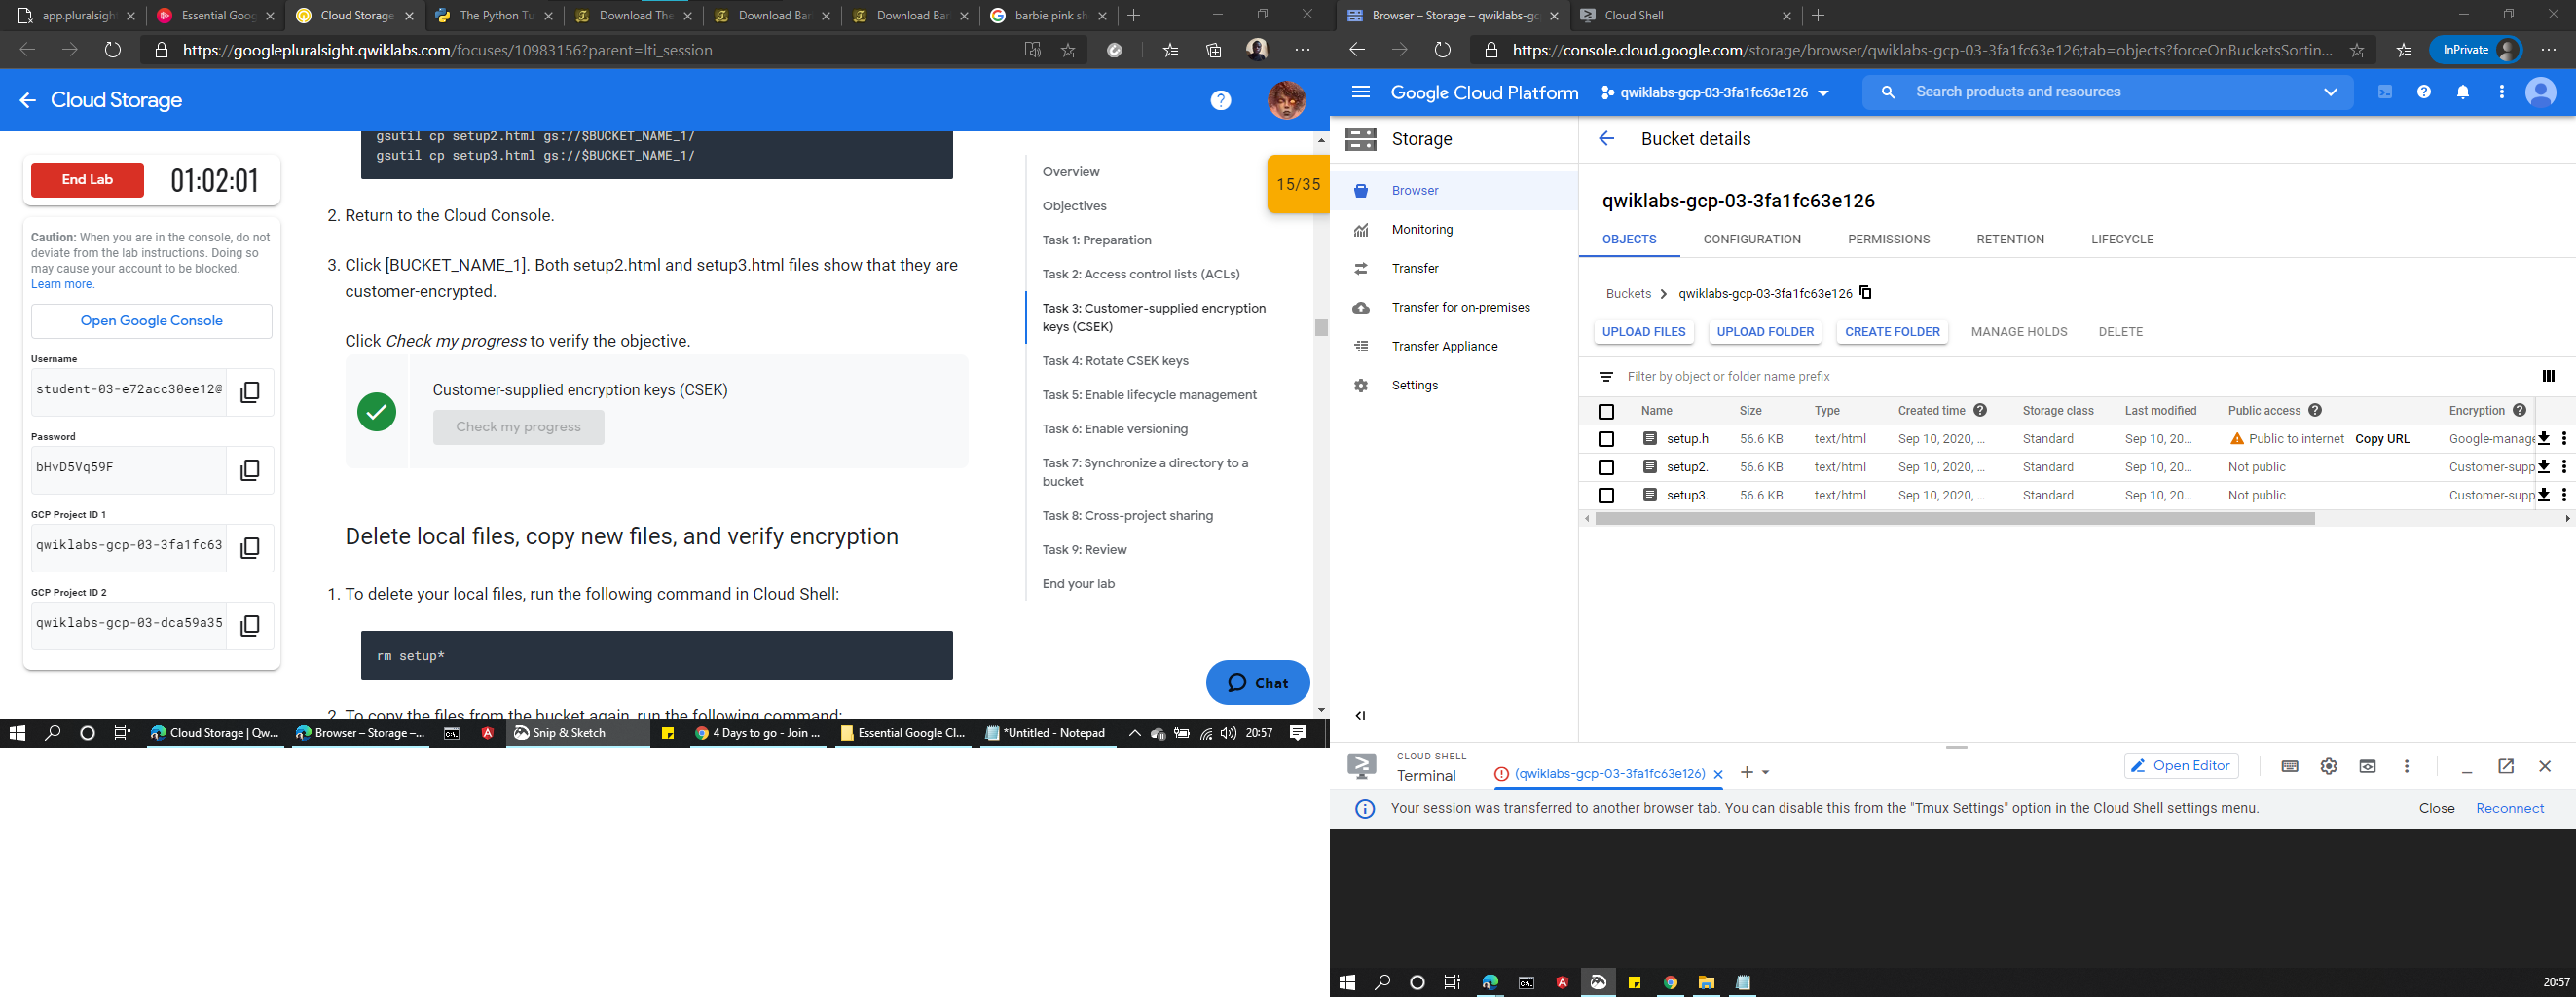 app.pluralsight
Essential Goog
Cloud Storage
The Python Tu
Download The
Download Bar
Download Bar
barbie pink sh
https://googlepluralsight.qwiklabs.com/focuses/10983156?parent=lti_session
Cloud Storage
End Lab
01:02:01
Caution: When you are in the console, do not
deviate from the lab instructions. Doing so
may cause your account to be blocked.
Learn more.
Open Google Console
Username
student-03-e72acc30ee12@
Password
bHvD5Vq59F
GCP Project ID 1
qwiklabs-gcp-03-3fa1fc63
GCP Project ID 2
qwiklabs-gcp-03-dca59a35
gsutil cp setup2.html gs://$BUCKET_NAME_1/
gsutil cp setup3.html gs://$BUCKET_NAME_1/
2. Return to the Cloud Console.
3. Click [BUCKET_NAME_1]. Both setup2.html and setup3.html files show that they are
customer-encrypted.
Click Check my progress to verify the objective.
Customer-supplied encryption keys (CSEK)
Check my progress
Delete local files, copy new files, and verify encryption
1. To delete your local files, run the following command in Cloud Shell:
rm setup*
2. To copy the files from the bucket again, run the following command:
Overview
Objectives
Task 1: Preparation
Task 2: Access control lists (ACLs)
Task 3: Customer-supplied encryption
keys (CSEK)
Task 4: Rotate CSEK keys
Task 5: Enable lifecycle management
Task 6: Enable versioning
Task 7: Synchronize a directory to a
bucket
Task 8: Cross-project sharing
Task 9: Review
End your lab
15/35
Chat
Cloud Storage | Qw...
Browser – Storage –...
Snip & Sketch
4 Days to go - Join ...
Essential Google Cl...
*Untitled - Notepad
20:57
Browser – Storage – qwiklabs-gc
Cloud Shell
https://console.cloud.google.com/storage/browser/qwiklabs-gcp-03-3fa1fc63e126;tab=objects?forceOnBucketsSortin...
InPrivate
Google Cloud Platform
qwiklabs-gcp-03-3fa1fc63e126
Search products and resources
Storage
Bucket details
Browser
Monitoring
Transfer
Transfer for on-premises
Transfer Appliance
Settings
qwiklabs-gcp-03-3fa1fc63e126
OBJECTS CONFIGURATION PERMISSIONS RETENTION LIFECYCLE
Buckets qwiklabs-gcp-03-3fa1fc63e126
UPLOAD FILES UPLOAD FOLDER CREATE FOLDER MANAGE HOLDS DELETE
Filter by object or folder name prefix
Name Size Type Created time Storage class Last modified Public access Encryption
setup.h 56.6 KB text/html Sep 10, 2020, ... Standard Sep 10, 20... Public to internet Copy URL Google-manage
setup2. 56.6 KB text/html Sep 10, 2020, ... Standard Sep 10, 20... Not public Customer-supp
setup3. 56.6 KB text/html Sep 10, 2020, ... Standard Sep 10, 20... Not public Customer-supp
CLOUD SHELL
Terminal
(qwiklabs-gcp-03-3fa1fc63e126)
Open Editor
Your session was transferred to another browser tab. You can disable this from the "Tmux Settings" option in the Cloud Shell settings menu.
Close
Reconnect
20:57